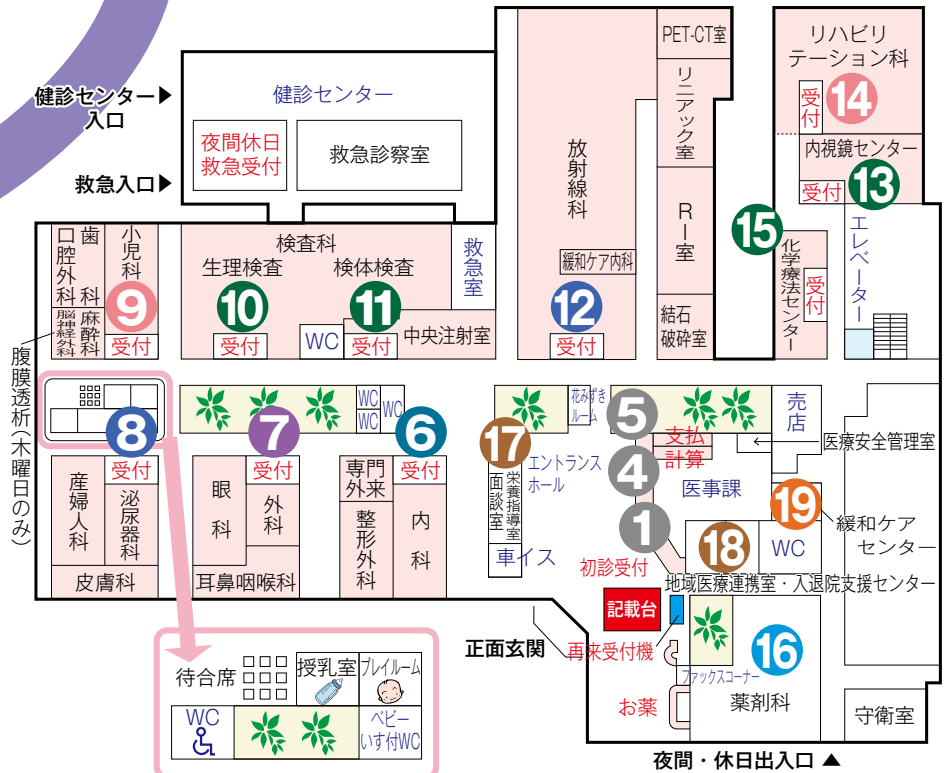 健診センター▶
入口
救急入口▶
健診センター
夜間休日
救急受付
救急診察室
PET-CT室
リニアック室
RI室
結石
破砕室
放射線科
緩和ケア内科
12
受付
リハビリ
テーション科
受付
14
内視鏡センター
受付
13
15
化学療法センター
受付
エレベーター
歯科
口腔外科
麻酔科
脳神経外科
小児科
9
受付
検査科
生理検査
検体検査
10
11
受付
WC
受付
中央注射室
救急室
腹膜透析(木曜日のみ)
8
受付
産婦人科
泌尿器科
皮膚科
WC
WC
WC
7
受付
眼科
外科
耳鼻咽喉科
6
受付
専門
外来
整形外科
内科
花みずき
ルーム
17
エントランス
ホール
面談室
栄養指導室
車イス
5
支払
計算
4
1
医事課
売店
医療安全管理室
19
緩和ケア
センター
18
WC
初診受付
地域医療連携室・入退院支援センター
記載台
正面玄関
再来受付機
ファックスコーナー
16
お薬
薬剤科
守衛室
夜間・休日出入口 ▲
待合席
授乳室
プレイルーム
WC
ベビー
いす付WC